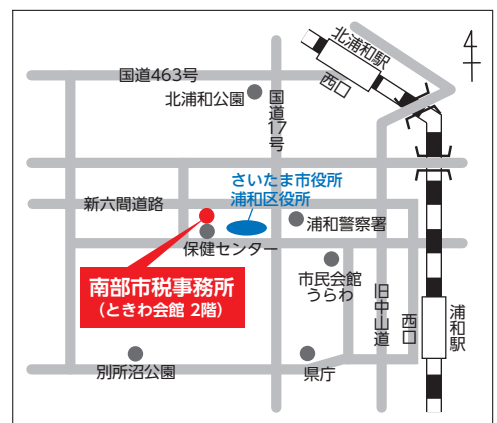 北浦和駅
西口
国道463号
北浦和公園
国道17号
さいたま市役所
浦和区役所
新六間道路
浦和警察署
保健センター
南部市税事務所
(ときわ会館 2階)
市民会館
うらわ
旧中山道
西口
浦和駅
別所沼公園
県庁